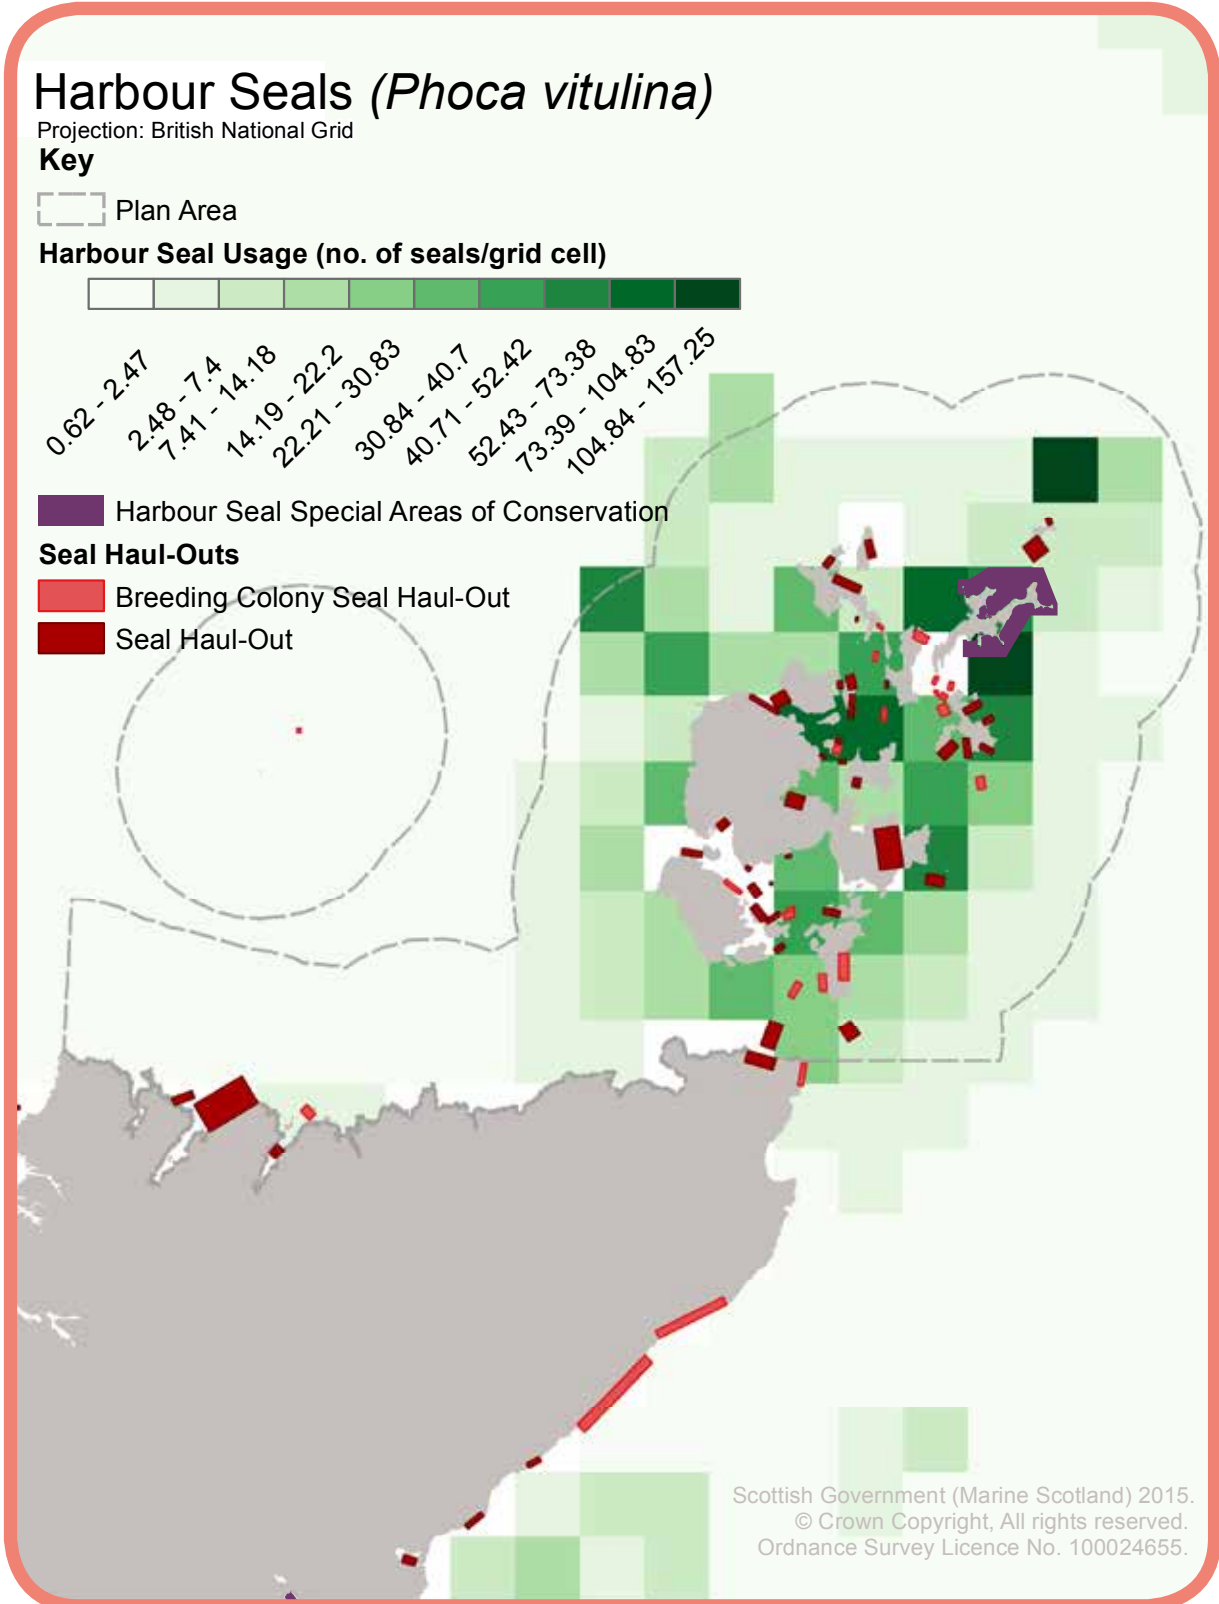 Harbour Seals (Phoca vitulina)
Projection: British National Grid
Key
Plan Area
Harbour Seal Usage (no. of seals/grid cell)
0.62 - 2.47
2.48 - 7.4
7.41 - 14.18
14.19 - 22.2
22.21 - 30.83
30.84 - 40.7
40.71 - 52.42
52.43 - 73.38
73.39 - 104.83
104.84 - 157.25
Harbour Seal Special Areas of Conservation
Seal Haul-Outs
Breeding Colony Seal Haul-Out
Seal Haul-Out
Scottish Government (Marine Scotland) 2015.
© Crown Copyright, All rights reserved.
Ordnance Survey Licence No. 100024655.